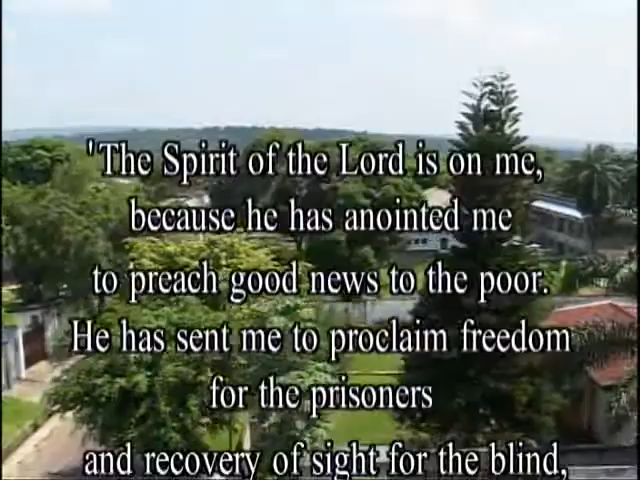 'The Spirit of the Lord is on me,
because he has anointed me
to preach good news to the poor.
He has sent me to proclaim freedom
for the prisoners
and recovery of sight for the blind,